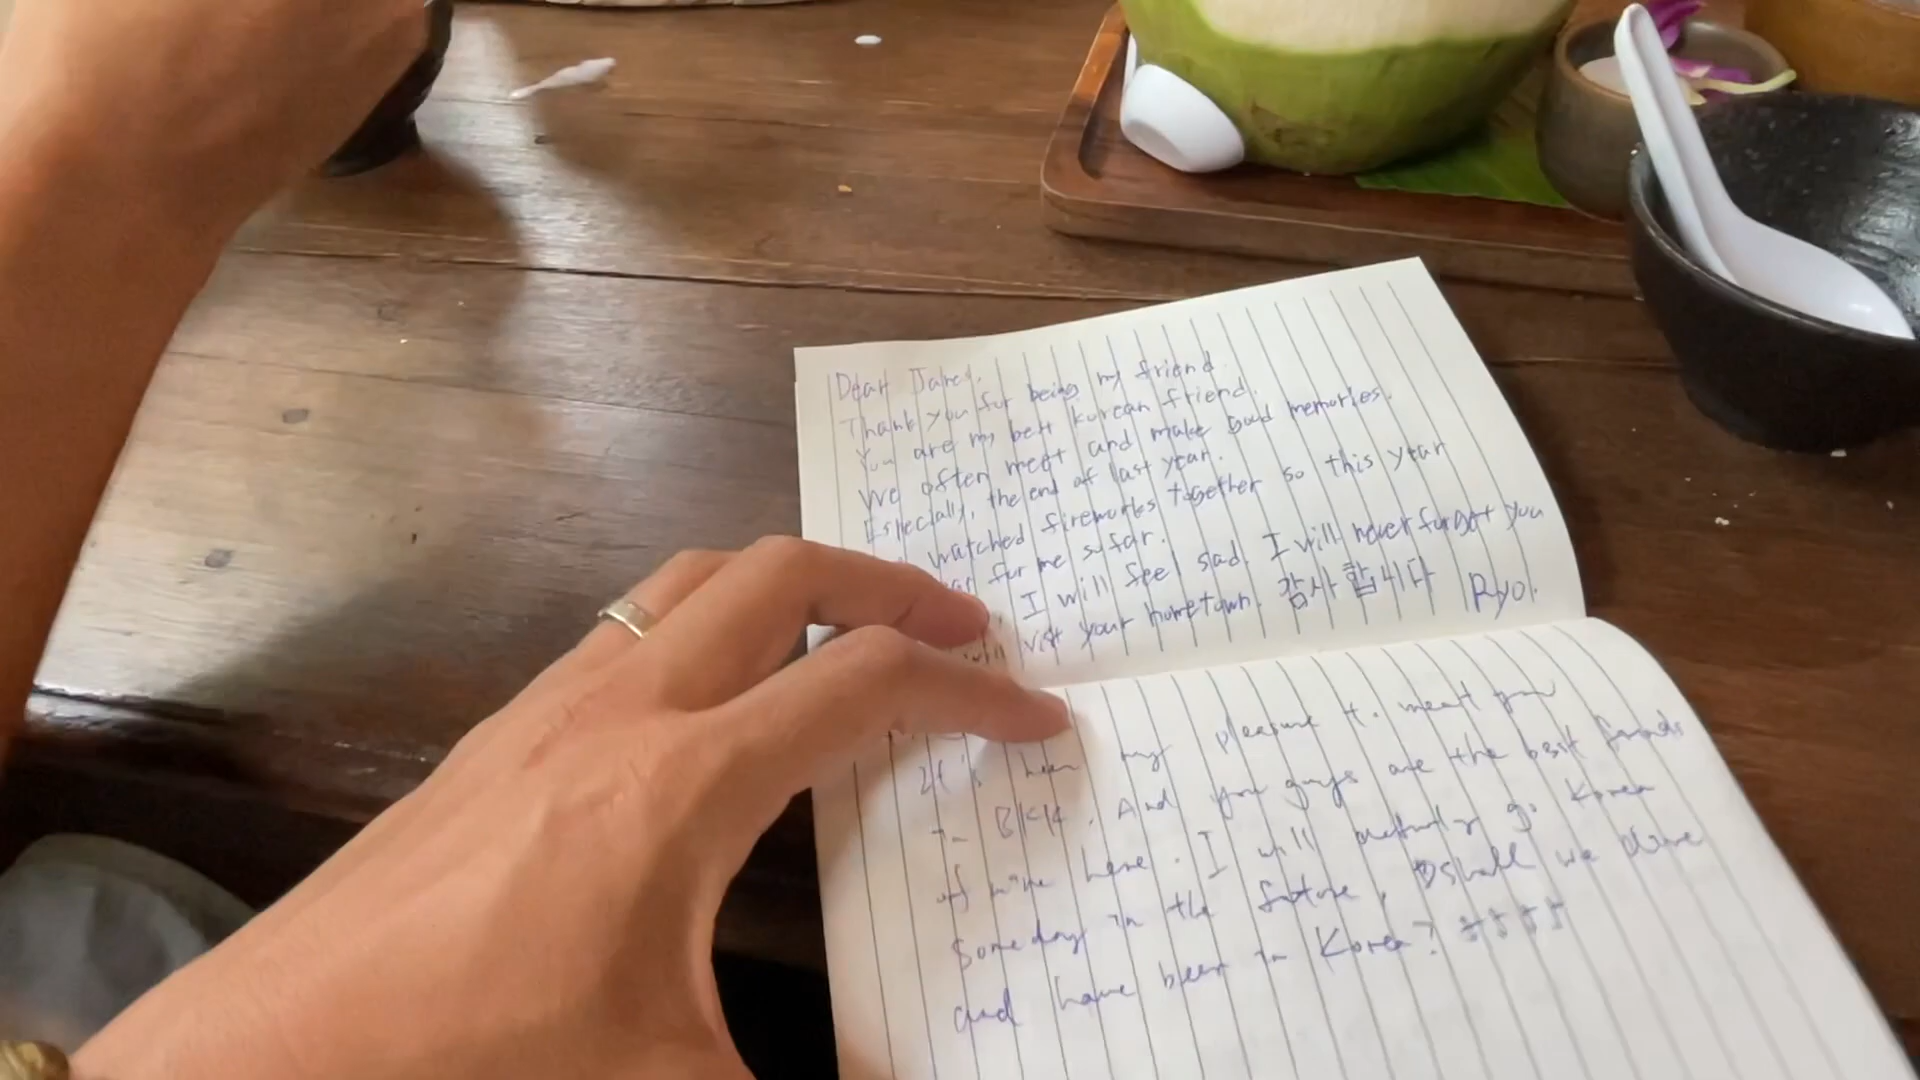 Dear Jared,
Thank you for being my friend.
You are my best korean friend.
We often meet and make good memories.
Especially, the end of last year.
watched fireworks together so this year
for me so far.
I will feel sad. I will never forget you
will visit your hometown. 감사합니다 Ryo.
It's been my pleasure to meet you
in BKK. And you guys are the best friends
of mine here. I will go Korea
Someday in the future, shall we
and have beer in Korea? ㅋㅋㅋㅋ